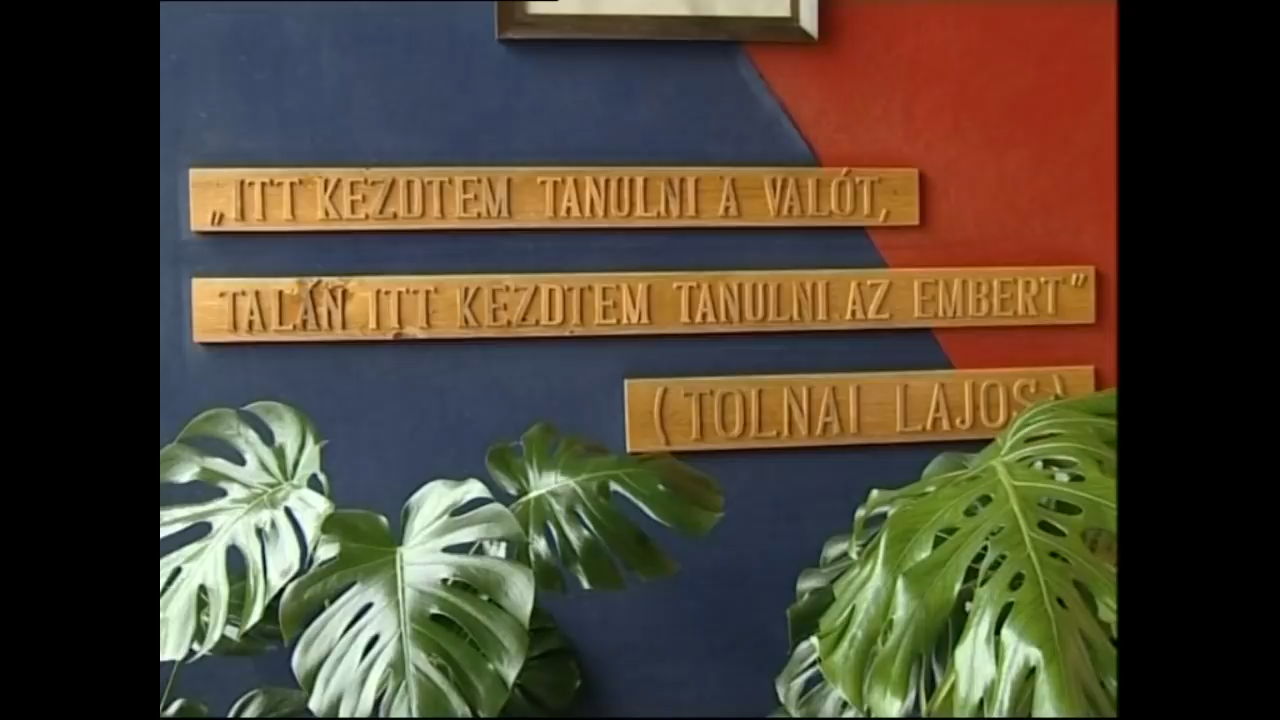 „ITT KEZDTEM TANULNI A VALÓT,
TALÁN ITT KEZDTEM TANULNI AZ EMBERT”
(TOLNAI LAJOS)